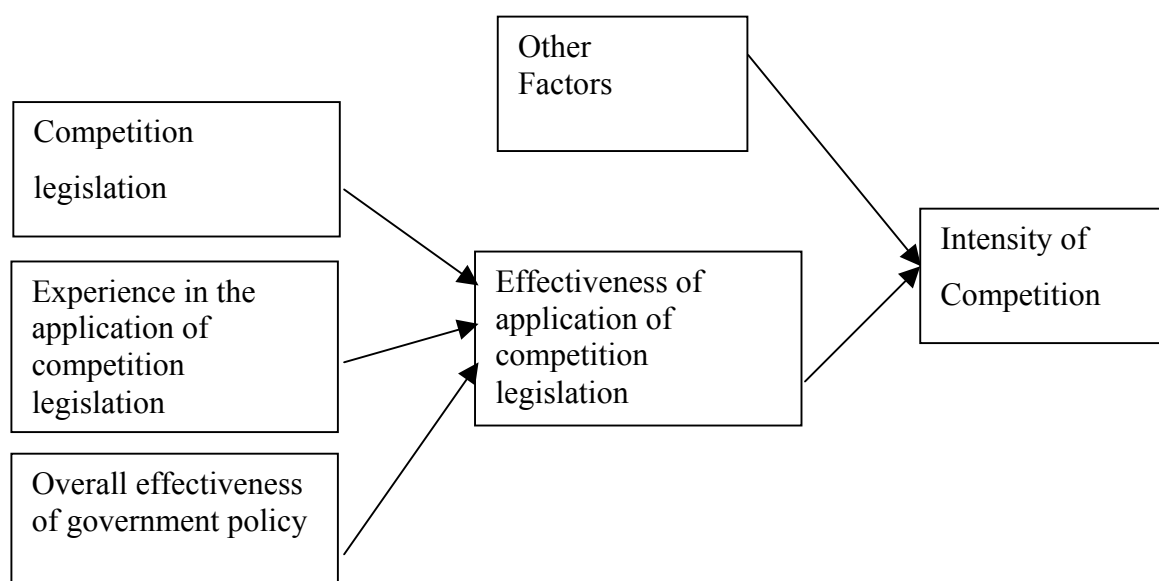 Other
Factors
Competition
legislation
Experience in the
application of
competition
legislation
Overall effectiveness
of government policy
Effectiveness of
application of
competition
legislation
Intensity of
Competition